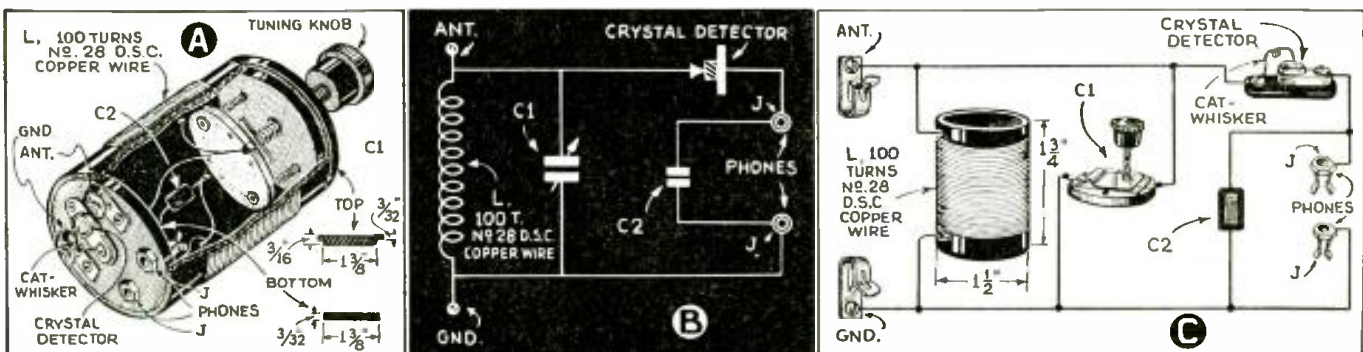 A
TUNING KNOB
L, 100 TURNS
No. 28 D.S.C.
COPPER WIRE
C2
GND
ANT.
C1
TOP
3/32"
3/16"
1 3/8"
BOTTOM
3/32"
1 3/8"
CAT-
WHISKER
J
PHONES
J
CRYSTAL
DETECTOR
ANT.
CRYSTAL DETECTOR
C1
J
PHONES
C2
L.
100 T.
No 28 D.S.C
COPPER WIRE
J
B
GND.
ANT.
CRYSTAL
DETECTOR
C1
CAT-
WHISKER
L, 100
TURNS
No. 28
D.S.C
COPPER
WIRE
1 3/4"
J
PHONES
C2
J
1 1/2"
GND.
C